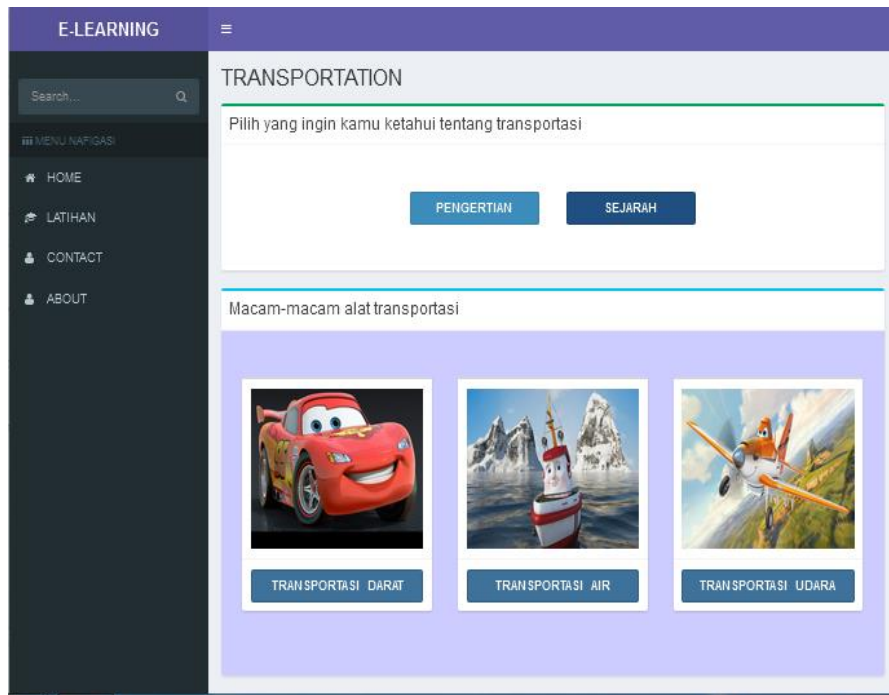 E-LEARNING
Search...
MENU NAFIGASI
HOME
LATIHAN
CONTACT
ABOUT
TRANSPORTATION
Pilih yang ingin kamu ketahui tentang transportasi
PENGERTIAN
SEJARAH
Macam-macam alat transportasi
TRANSPORTASI DARAT
TRANSPORTASI AIR
TRANSPORTASI UDARA